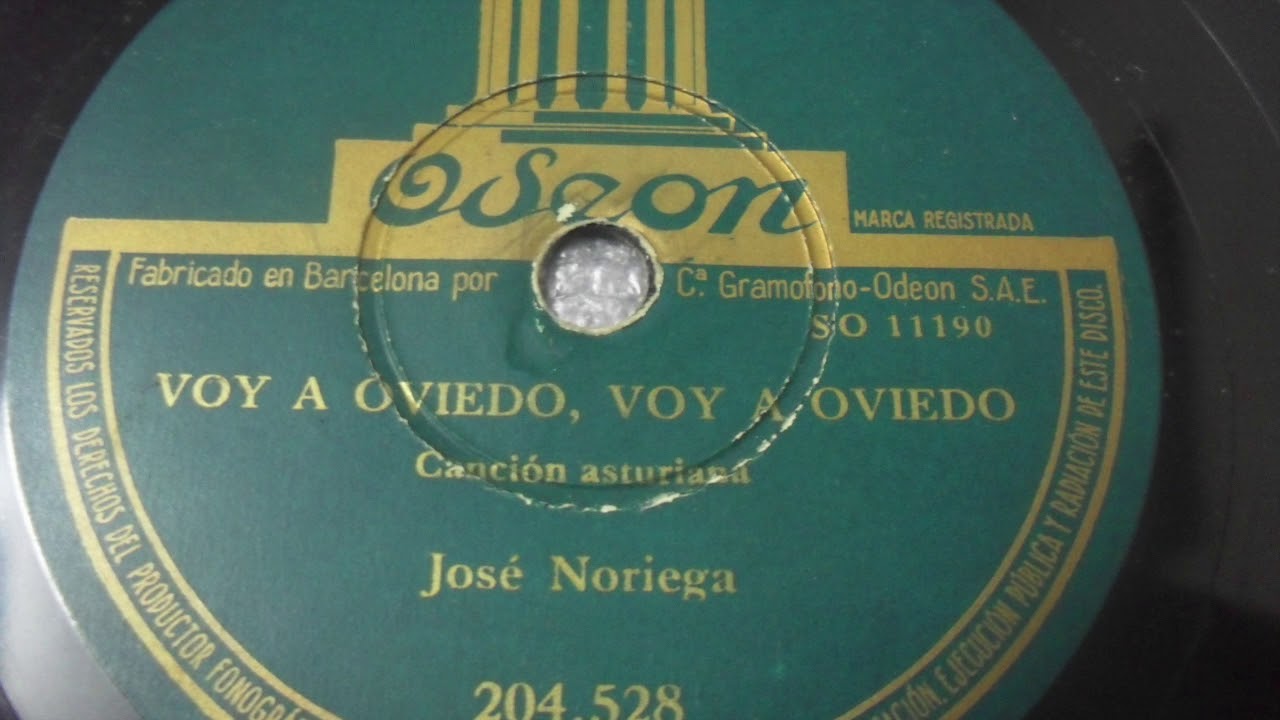 Odeon
MARCA REGISTRADA
Fabricado en Barcelona por Cª. Gramofono-Odeon S.A.E.
SO 11190
VOY A OVIEDO, VOY A OVIEDO
Canción asturiana
José Noriega
204.528
RESERVADOS LOS DERECHOS DEL PRODUCTOR
EJECUCIÓN PÚBLICA Y RADIACIÓN DE ESTE DISCO.